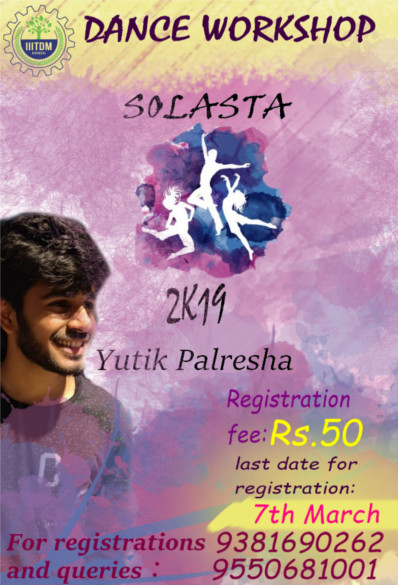 IIITDM
DANCE WORKSHOP
SOLASTA
2K19
Yutik Palresha
Registration
fee: Rs.50
last date for
registration:
7th March
For registrations 9381690262
and queries : 9550681001